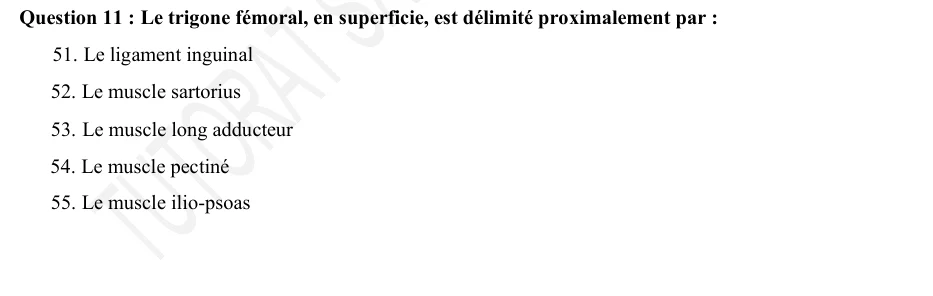 Question 11 : Le trigone fémoral, en superficie, est délimité proximalement par :
51. Le ligament inguinal
52. Le muscle sartorius
53. Le muscle long adducteur
54. Le muscle pectiné
55. Le muscle ilio-psoas
TUTORAT